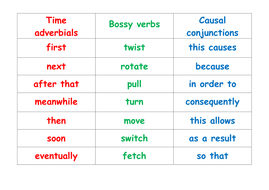 Time adverbials Bossy verbs Causal conjunctions
first twist this causes
next rotate because
after that pull in order to
meanwhile turn consequently
then move this allows
soon switch as a result
eventually fetch so that